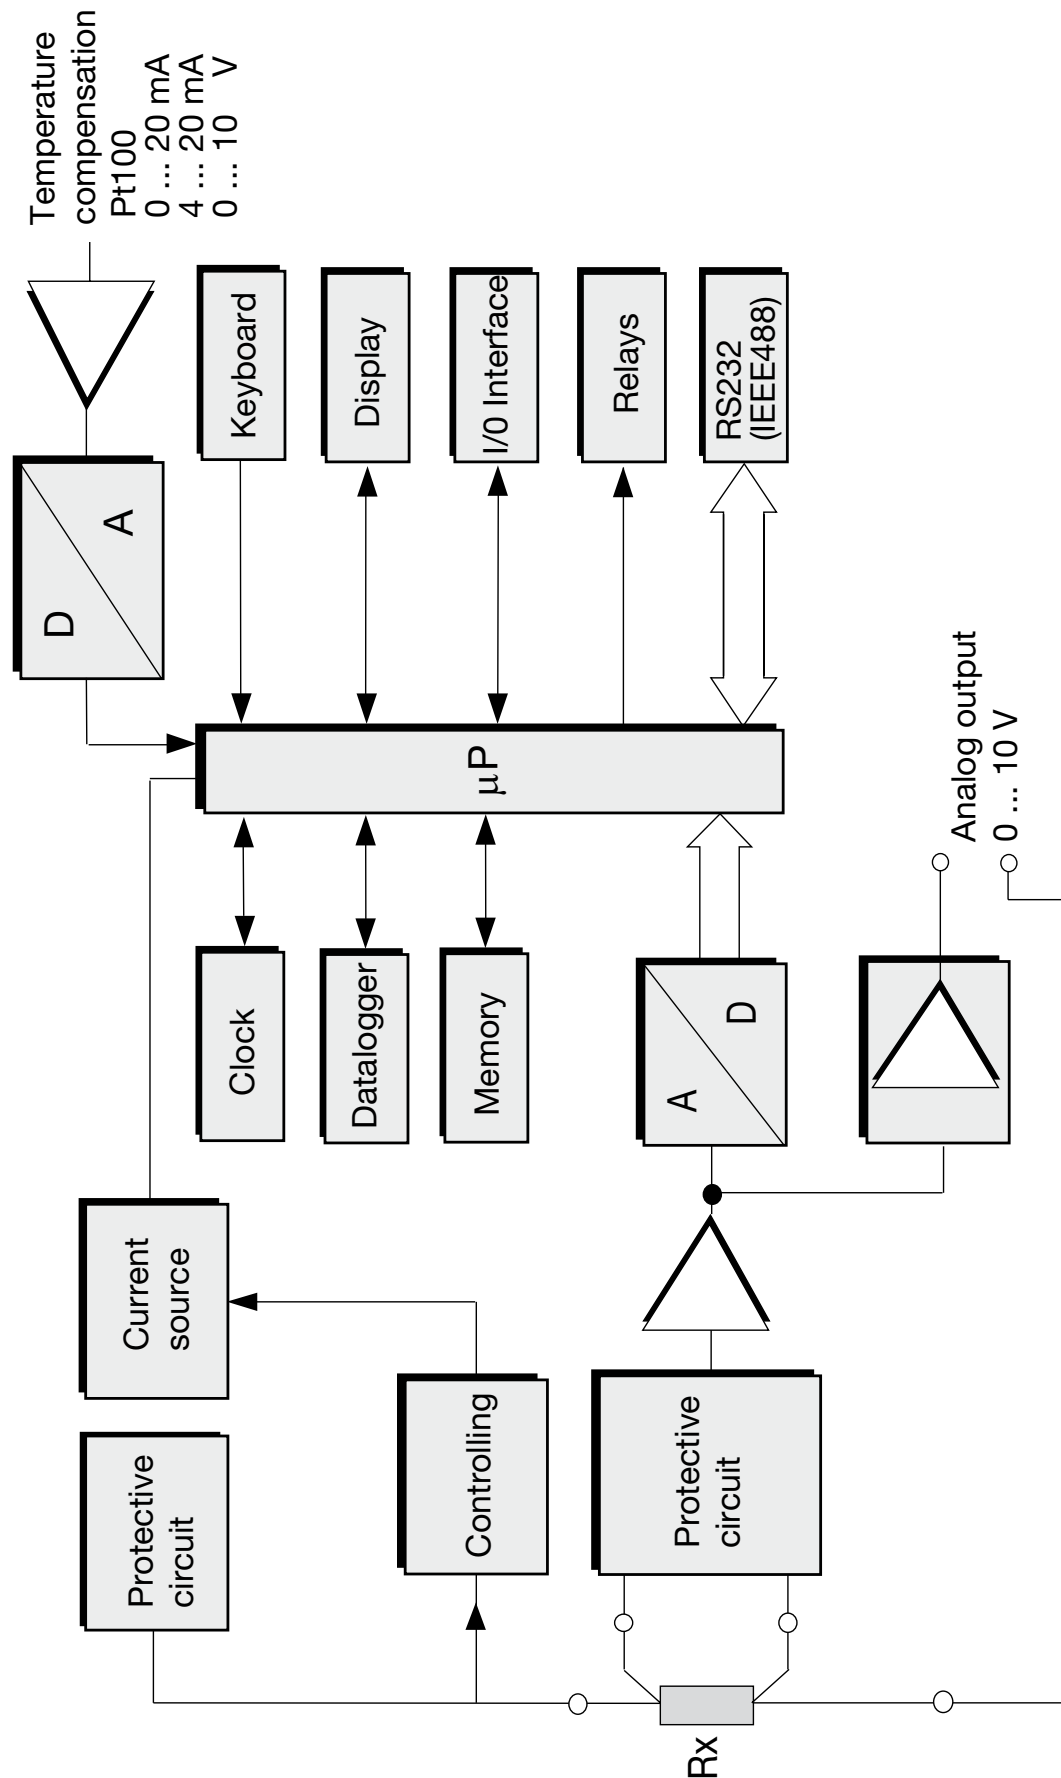 Protective
circuit
Current
source
D
A
Temperature
compensation
Pt100
0 ... 20 mA
4 ... 20 mA
0 ... 10 V
Controlling
Clock
Datalogger
Memory
µP
Keyboard
Display
I/0 Interface
Relays
RS232
(IEEE488)
Rx
Protective
circuit
A
D
Analog output
0 ... 10 V